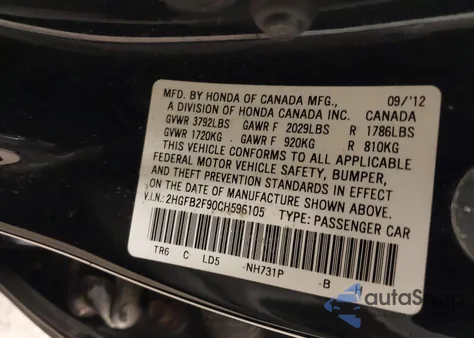 MFD. BY HONDA OF CANADA MFG., 09/'12
A DIVISION OF HONDA CANADA INC. CANADA
GVWR 3792LBS GAWR F 2029LBS R 1786LBS
GVWR 1720KG GAWR F 920KG R 810KG
THIS VEHICLE CONFORMS TO ALL APPLICABLE
FEDERAL MOTOR VEHICLE SAFETY, BUMPER,
AND THEFT PREVENTION STANDARDS IN EFFECT
ON THE DATE OF MANUFACTURE SHOWN ABOVE.
V.I.N.: 2HGFB2F90CH596105 TYPE: PASSENGER CAR
TR6 C LD5 -NH731P -B H